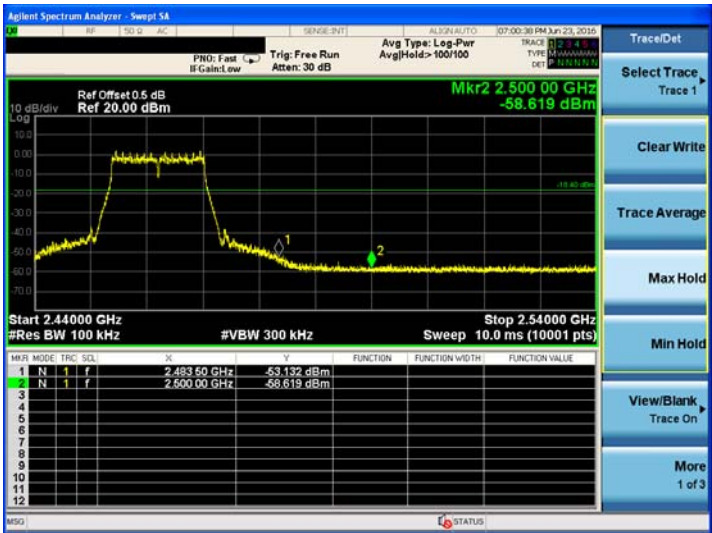 Agilent Spectrum Analyzer - Swept SA
RF 50 Ω AC SENSE:INT ALIGNAUTO 07:00:38 PM Jun 23, 2016
Avg Type: Log-Pwr TRACE 1 2 3 4 5 6
PNO: Fast Trig: Free Run Avg|Hold:> 100/100 TYPE
IFGain:Low Atten: 30 dB DET P N N N N N
Trace/Det
Select Trace
Trace 1
Clear Write
Trace Average
Max Hold
Min Hold
View/Blank
Trace On
More
1 of 3
Mkr2 2.500 00 GHz
-58.619 dBm
Ref Offset 0.5 dB
10 dB/div Ref 20.00 dBm
Log
10.0
0.00
-10.0
-20.0
-30.0
-40.0
-50.0
-60.0
-70.0
1
2
Start 2.44000 GHz Stop 2.54000 GHz
#Res BW 100 kHz #VBW 300 kHz Sweep 10.0 ms (10001 pts)
MKR MODE TRC SCL X Y FUNCTION FUNCTION WIDTH FUNCTION VALUE
1 N 1 f 2.483 50 GHz -53.132 dBm
2 N 1 f 2.500 00 GHz -58.619 dBm
3
4
5
6
7
8
9
10
11
12
MSG STATUS